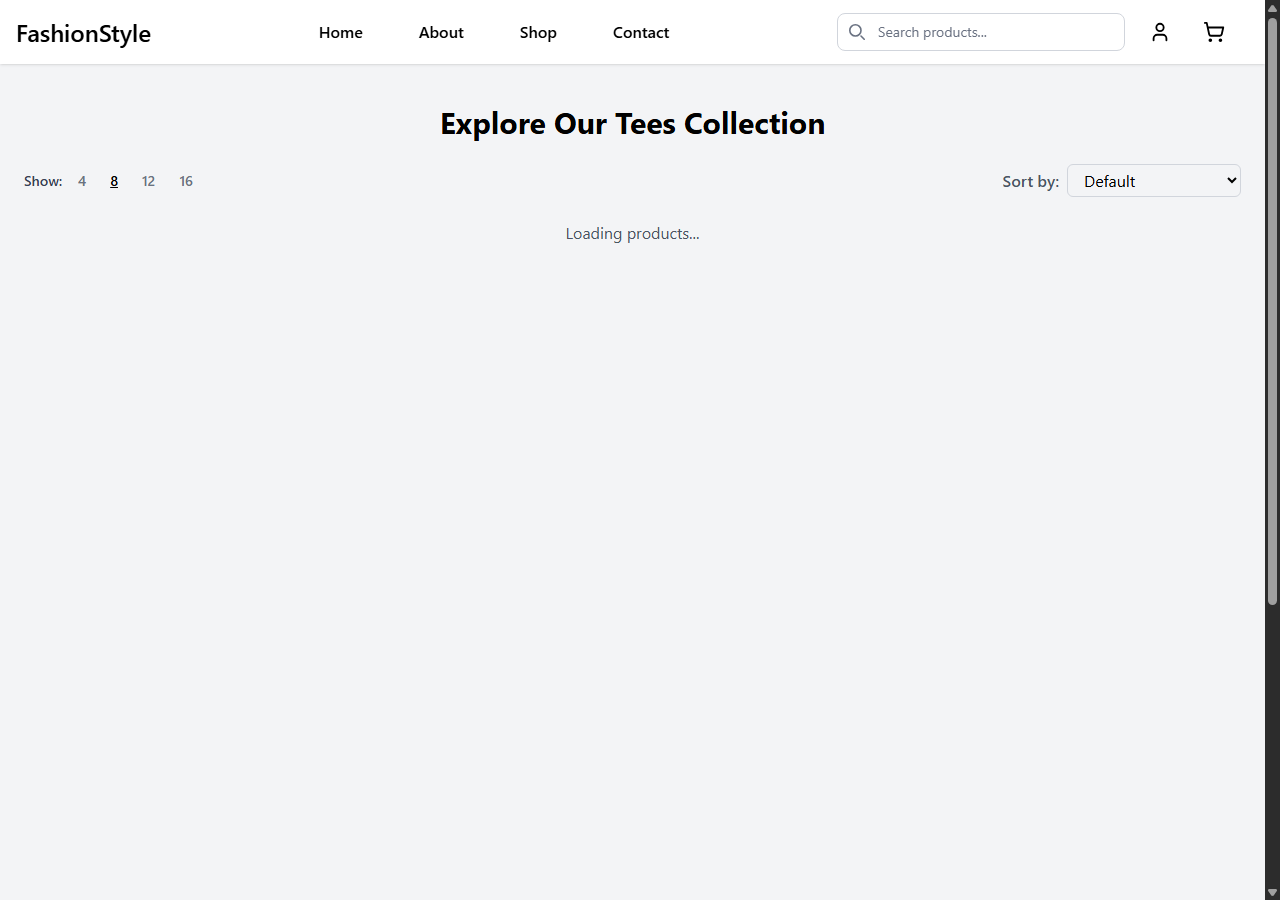 FashionStyle Home About Shop Contact Search products...
Explore Our Tees Collection
Show: 4 8 12 16 Sort by: Default
Loading products...